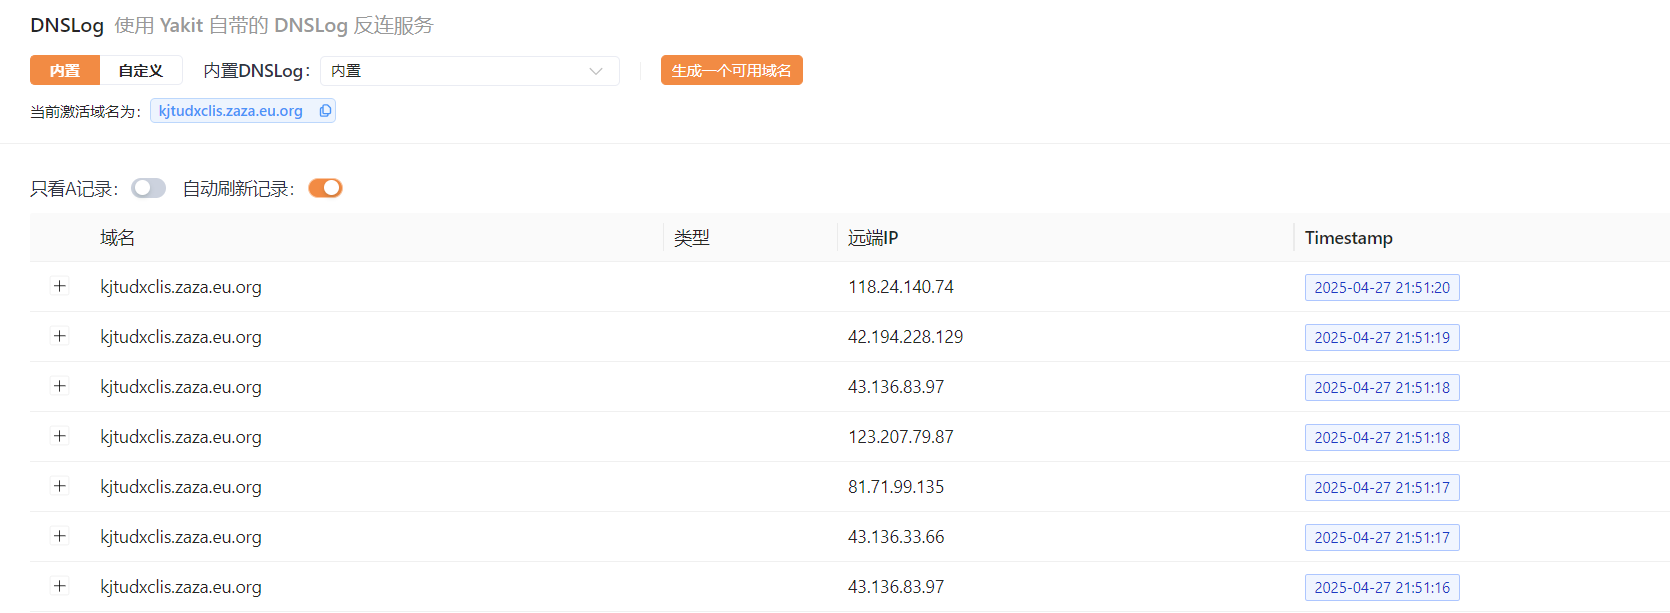 DNSLog 使用 Yakit 自带的 DNSLog 反连服务
内置 自定义 内置DNSLog: 内置 生成一个可用域名
当前激活域名为: kjtudxclis.zaza.eu.org
只看A记录: 自动刷新记录:
域名 类型 远端IP Timestamp
kjtudxclis.zaza.eu.org 118.24.140.74 2025-04-27 21:51:20
kjtudxclis.zaza.eu.org 42.194.228.129 2025-04-27 21:51:19
kjtudxclis.zaza.eu.org 43.136.83.97 2025-04-27 21:51:18
kjtudxclis.zaza.eu.org 123.207.79.87 2025-04-27 21:51:18
kjtudxclis.zaza.eu.org 81.71.99.135 2025-04-27 21:51:17
kjtudxclis.zaza.eu.org 43.136.33.66 2025-04-27 21:51:17
kjtudxclis.zaza.eu.org 43.136.83.97 2025-04-27 21:51:16